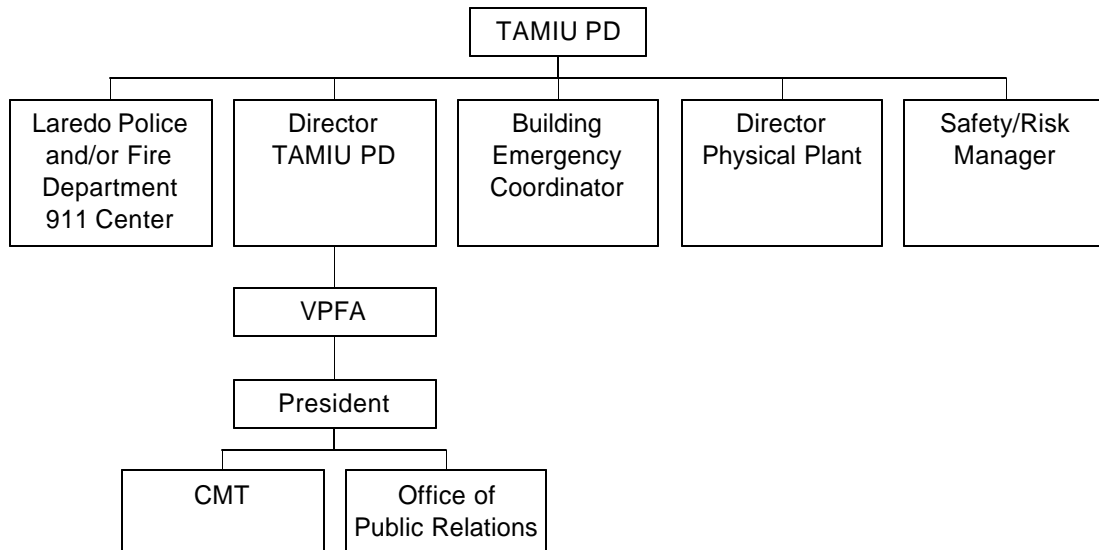 TAMIU PD
Laredo Police
and/or Fire
Department
911 Center
Director
TAMIU PD
Building
Emergency
Coordinator
Director
Physical Plant
Safety/Risk
Manager
VPFA
President
CMT
Office of
Public Relations